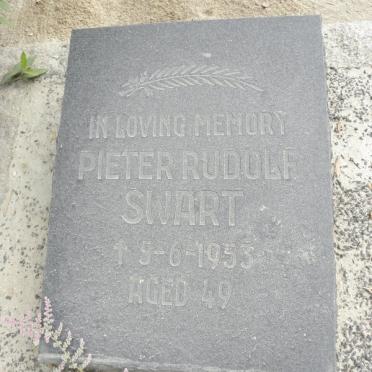 IN LOVING MEMORY
PIETER RUDOLF
SWART
† 5-6-1953
AGED 49